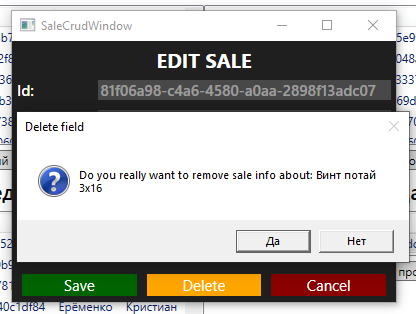 SaleCrudWindow
EDIT SALE
Id: 81f06a98-c4a6-4580-a0aa-2898f13adc07
Delete field
Do you really want to remove sale info about: Винт потай
3x16
Да Нет
Save Delete Cancel
40c1df84 Ерёменко Кристиан